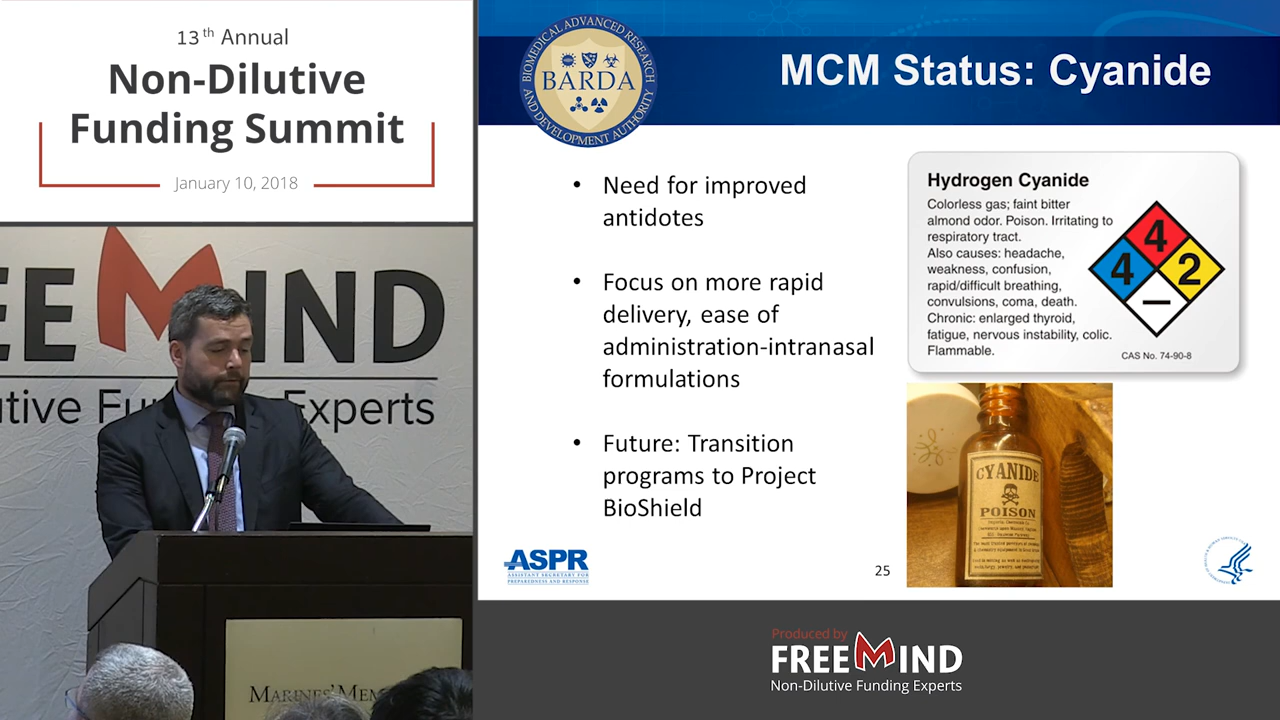 13th Annual
Non-Dilutive
Funding Summit
January 10, 2018
EE MIND
utive Fu Experts
MARINES' MEM
BIOMEDICAL ADVANCED RESEARCH
BARDA
AND DEVELOPMENT AUTHORITY
MCM Status: Cyanide
• Need for improved
antidotes
• Focus on more rapid
delivery, ease of
administration-intranasal
formulations
• Future: Transition
programs to Project
BioShield
Hydrogen Cyanide
Colorless gas; faint bitter
almond odor. Poison. Irritating to
respiratory tract.
Also causes: headache,
weakness, confusion,
rapid/difficult breathing,
convulsions, coma, death.
Chronic: enlarged thyroid,
fatigue, nervous instability, colic.
Flammable.
4
4 2
–
CAS No. 74-90-8
CYANIDE
POISON
ASPR
ASSISTANT SECRETARY FOR
PREPAREDNESS AND RESPONSE
25
Produced by
FREEMIND
Non-Dilutive Funding Experts